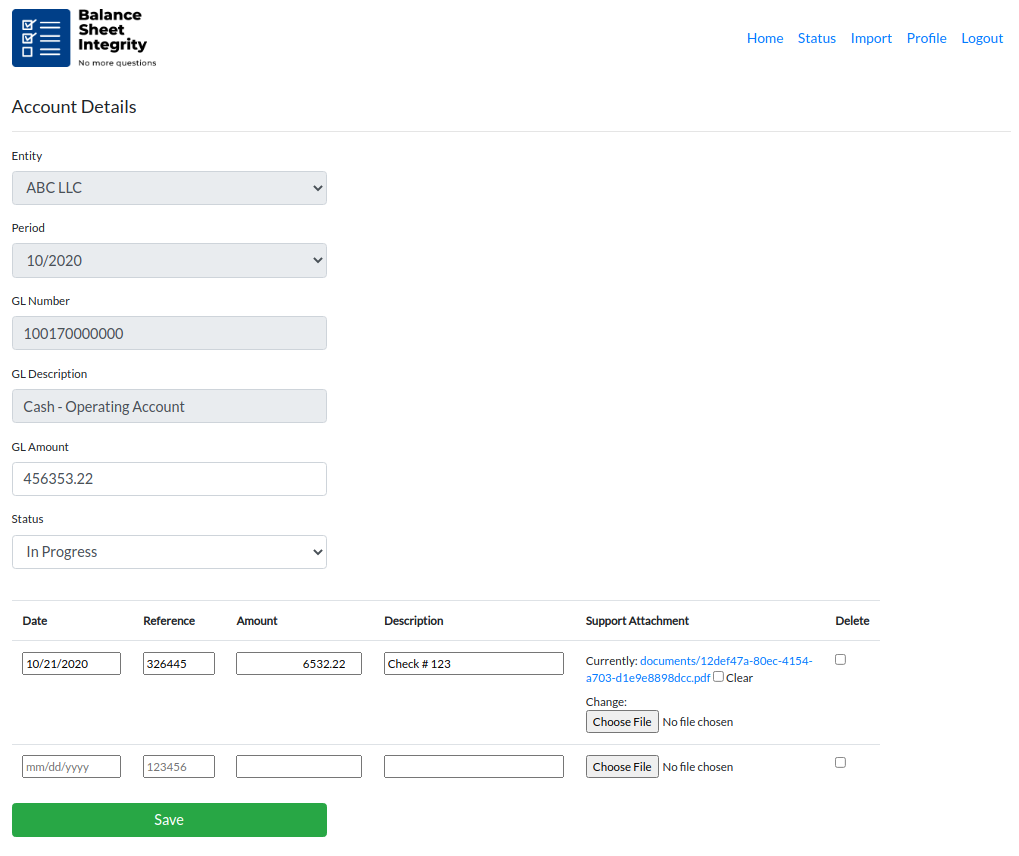 Balance
Sheet
Integrity
No more questions
Home Status Import Profile Logout
Account Details
Entity
ABC LLC
Period
10/2020
GL Number
100170000000
GL Description
Cash - Operating Account
GL Amount
456353.22
Status
In Progress
Date Reference Amount Description Support Attachment Delete
10/21/2020 326445 6532.22 Check # 123 Currently: documents/12def47a-80ec-4154-
a703-d1e9e8898dcc.pdf Clear
Change:
Choose File No file chosen
mm/dd/yyyy 123456 Choose File No file chosen
Save